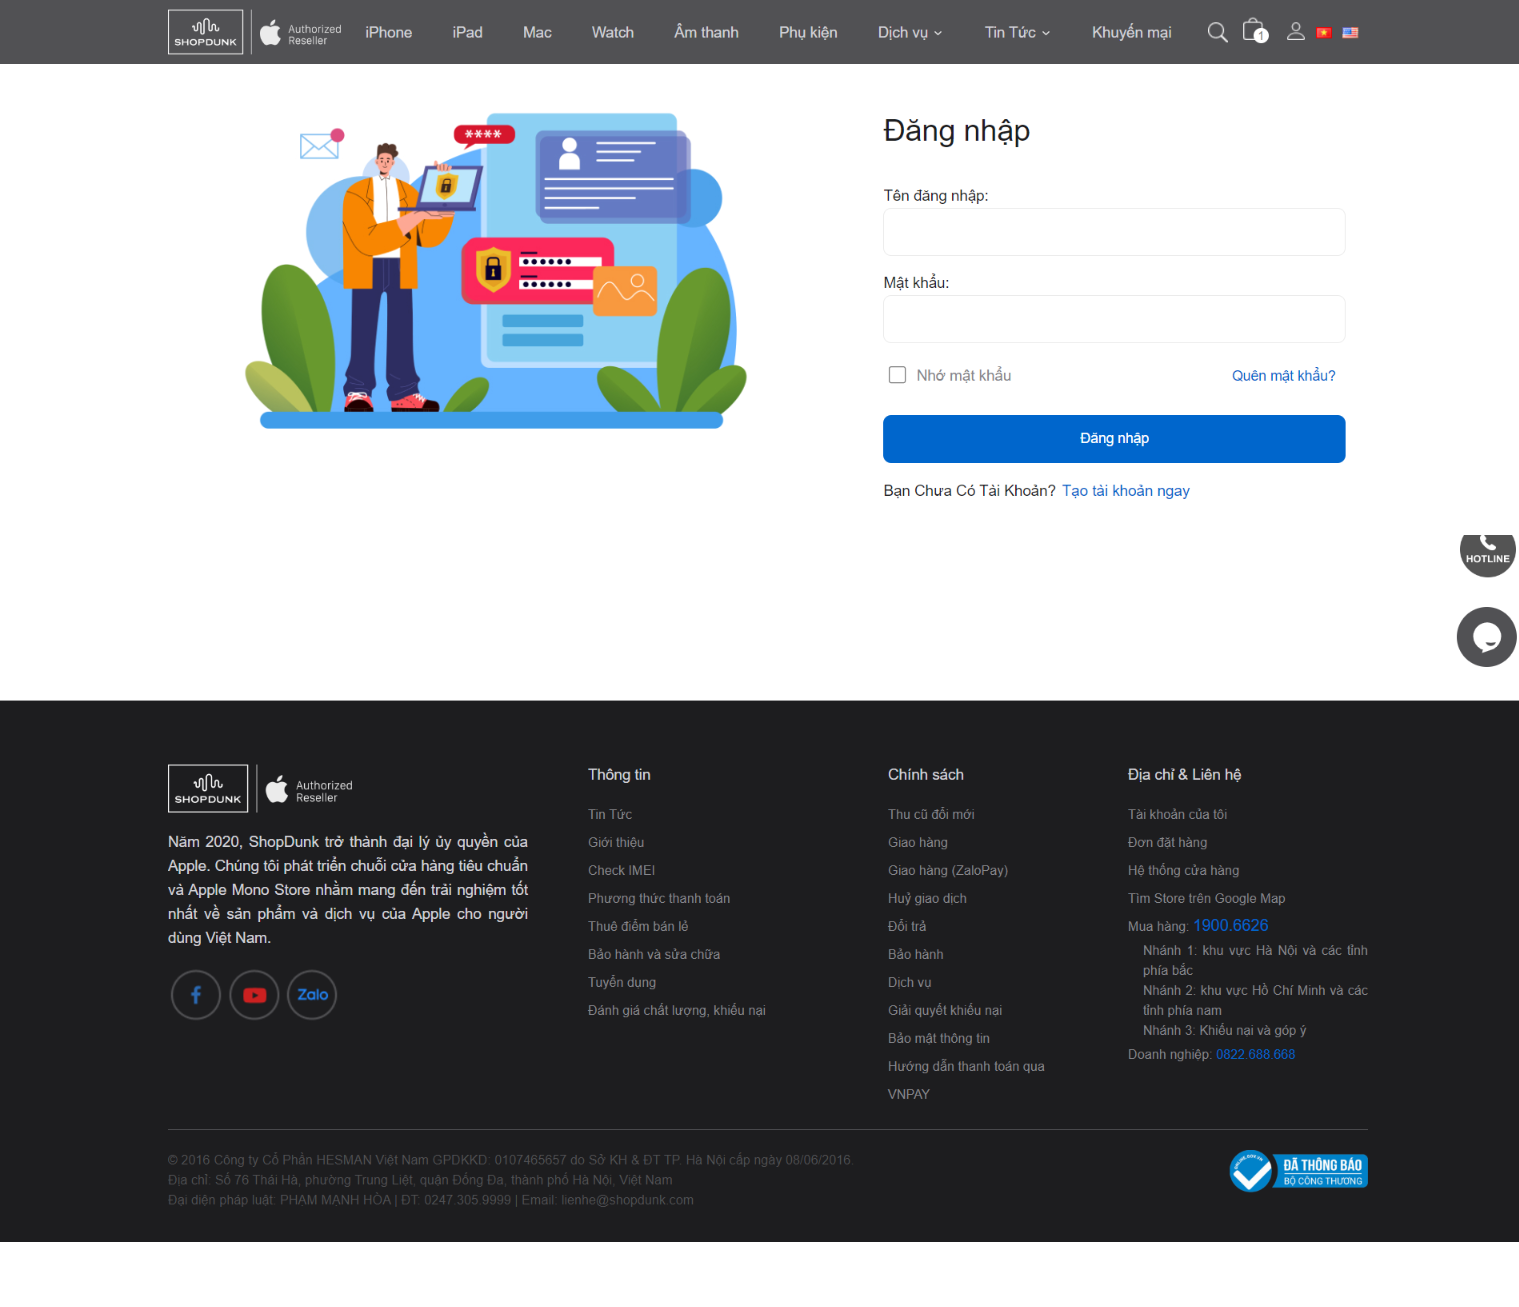 SHOPDUNK
Authorized
Reseller
iPhone
iPad
Mac
Watch
Âm thanh
Phụ kiện
Dịch vụ
Tin Tức
Khuyến mại
1
****
Đăng nhập
Tên đăng nhập:
Mật khẩu:
Nhớ mật khẩu
Quên mật khẩu?
Đăng nhập
Bạn Chưa Có Tài Khoản? Tạo tài khoản ngay
HOTLINE
SHOPDUNK
Authorized
Reseller
Năm 2020, ShopDunk trở thành đại lý ủy quyền của
Apple. Chúng tôi phát triển chuỗi cửa hàng tiêu chuẩn
và Apple Mono Store nhằm mang đến trải nghiệm tốt
nhất về sản phẩm và dịch vụ của Apple cho người
dùng Việt Nam.
Zalo
Thông tin
Tin Tức
Giới thiệu
Check IMEI
Phương thức thanh toán
Thuê điểm bán lẻ
Bảo hành và sửa chữa
Tuyển dụng
Đánh giá chất lượng, khiếu nại
Chính sách
Thu cũ đổi mới
Giao hàng
Giao hàng (ZaloPay)
Huỷ giao dịch
Đổi trả
Bảo hành
Dịch vụ
Giải quyết khiếu nại
Bảo mật thông tin
Hướng dẫn thanh toán qua
VNPAY
Địa chỉ & Liên hệ
Tài khoản của tôi
Đơn đặt hàng
Hệ thống cửa hàng
Tìm Store trên Google Map
Mua hàng: 1900.6626
Nhánh 1: khu vực Hà Nội và các tỉnh
phía bắc
Nhánh 2: khu vực Hồ Chí Minh và các
tỉnh phía nam
Nhánh 3: Khiếu nại và góp ý
Doanh nghiệp: 0822.688.668
© 2016 Công ty Cổ Phần HESMAN Việt Nam GPDKKD: 0107465657 do Sở KH & ĐT TP. Hà Nội cấp ngày 08/06/2016.
Địa chỉ: Số 76 Thái Hà, phường Trung Liệt, quận Đống Đa, thành phố Hà Nội, Việt Nam
Đại diện pháp luật: PHẠM MẠNH HÒA | ĐT: 0247.305.9999 | Email: lienhe@shopdunk.com
ONLINE.GOV.VN
ĐÃ THÔNG BÁO
BỘ CÔNG THƯƠNG